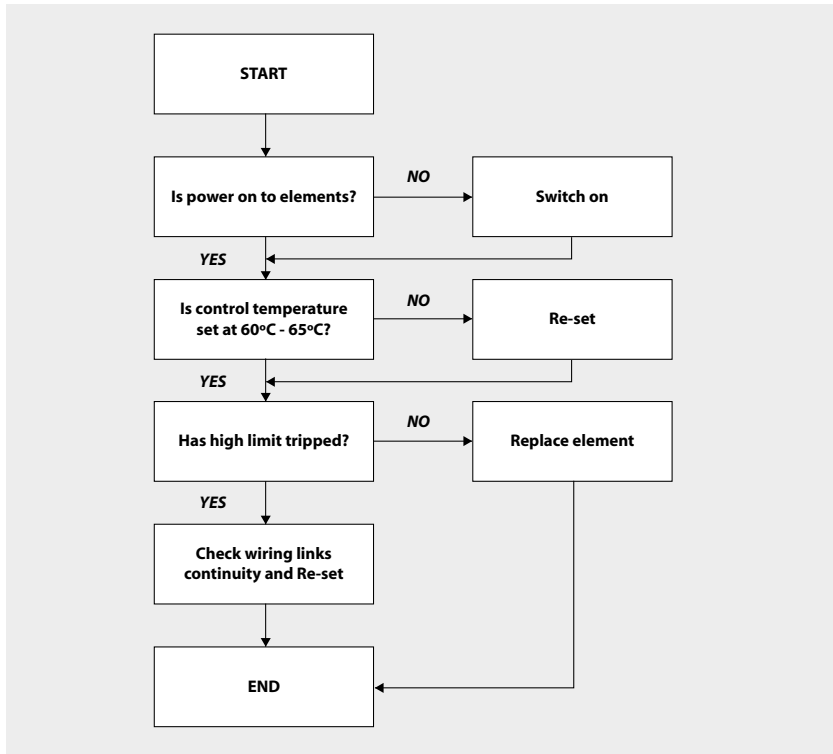 START
Is power on to elements?
NO
Switch on
YES
Is control temperature
set at 60ºC - 65ºC?
NO
Re-set
YES
Has high limit tripped?
NO
Replace element
YES
Check wiring links
continuity and Re-set
END